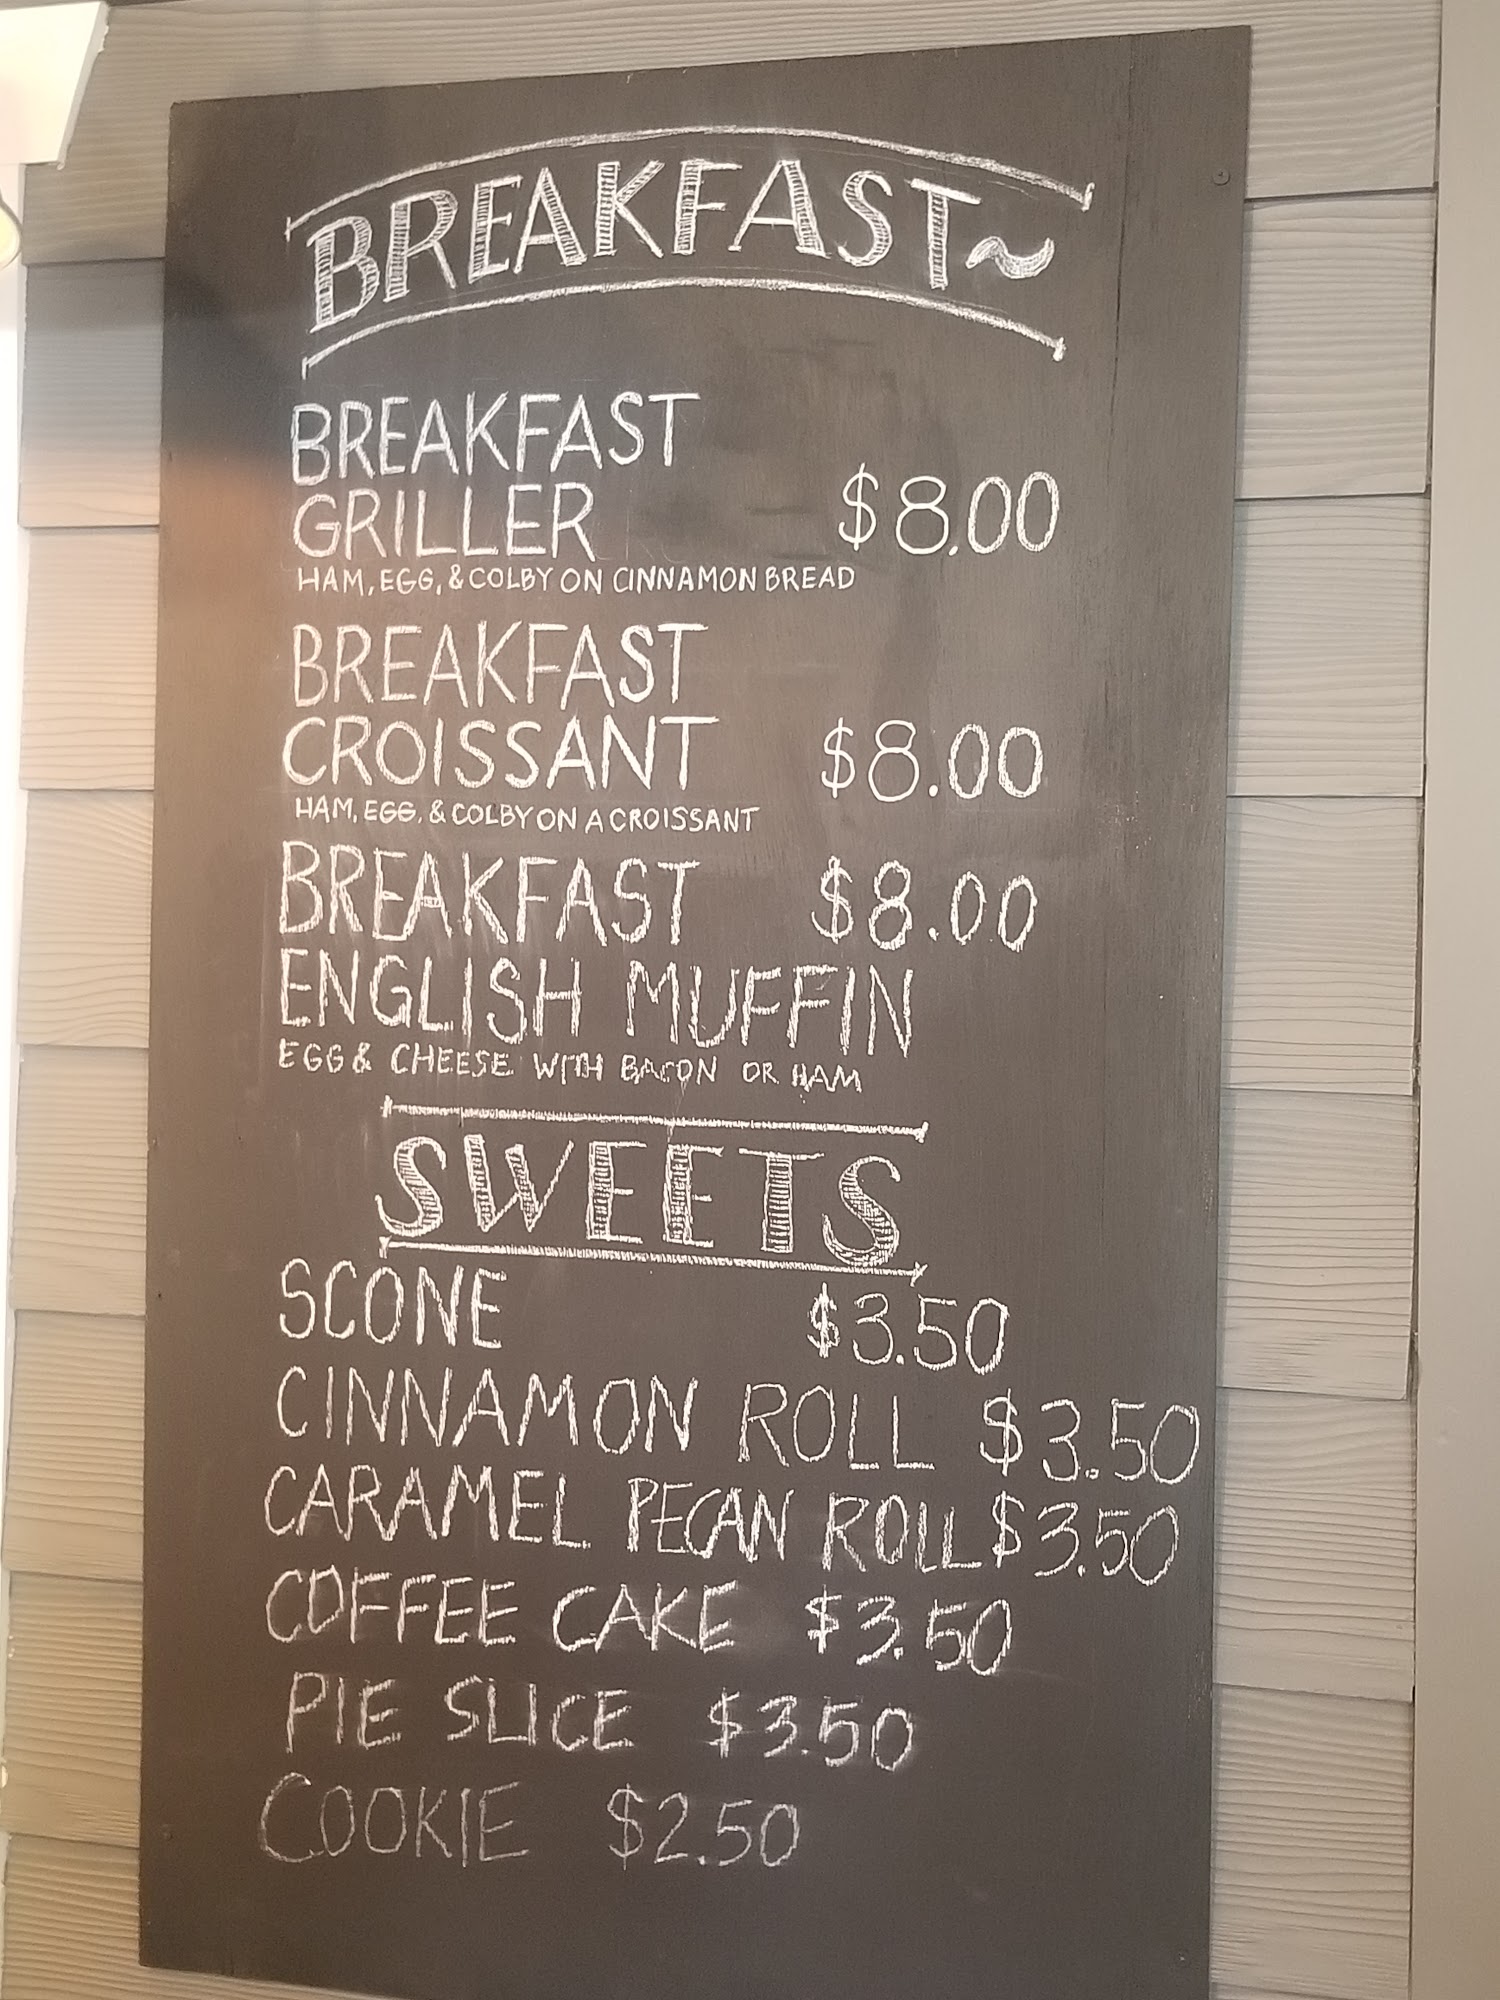 BREAKFAST~
BREAKFAST
GRILLER $8.00
HAM, EGG, & COLBY ON CINNAMON BREAD
BREAKFAST
CROISSANT $8.00
HAM, EGG, & COLBY ON A CROISSANT
BREAKFAST $8.00
ENGLISH MUFFIN
EGG & CHEESE WITH BACON OR HAM
SWEETS
SCONE $3.50
CINNAMON ROLL $3.50
CARAMEL PECAN ROLL $3.50
COFFEE CAKE $3.50
PIE SLICE $3.50
COOKIE $2.50